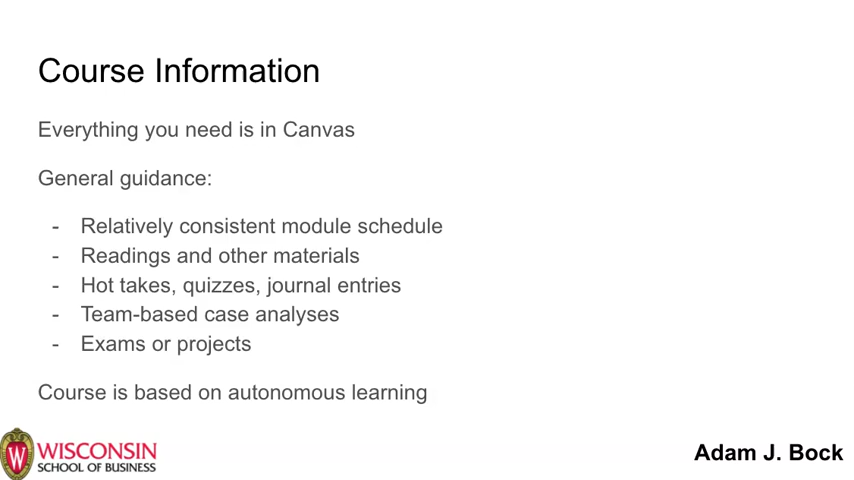 Course Information
Everything you need is in Canvas
General guidance:
- Relatively consistent module schedule
- Readings and other materials
- Hot takes, quizzes, journal entries
- Team-based case analyses
- Exams or projects
Course is based on autonomous learning
W
WISCONSIN
SCHOOL OF BUSINESS
Adam J. Bock